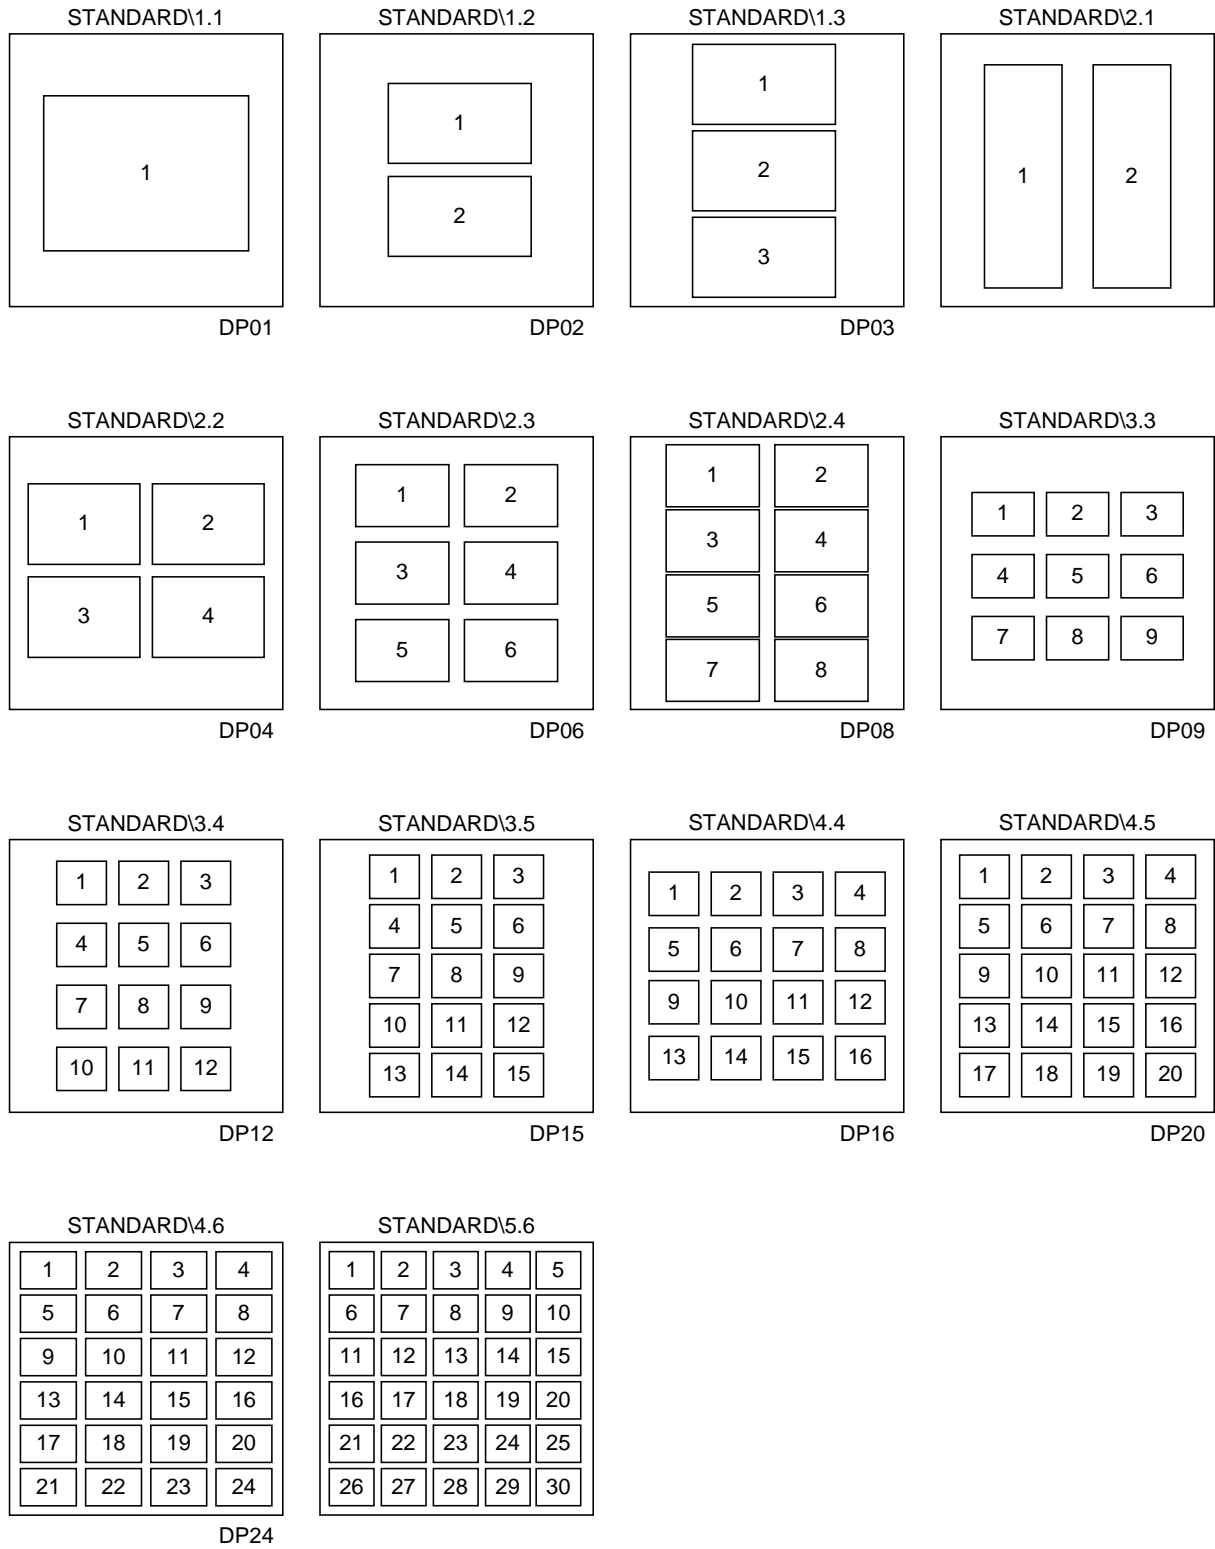 STANDARD\1.1 STANDARD\1.2 STANDARD\1.3 STANDARD\2.1
1
1
2
1
2
3
1 2
DP01 DP02 DP03
STANDARD\2.2 STANDARD\2.3 STANDARD\2.4 STANDARD\3.3
1 2
3 4
1 2
3 4
5 6
1 2
3 4
5 6
7 8
1 2 3
4 5 6
7 8 9
DP04 DP06 DP08 DP09
STANDARD\3.4 STANDARD\3.5 STANDARD\4.4 STANDARD\4.5
1 2 3
4 5 6
7 8 9
10 11 12
1 2 3
4 5 6
7 8 9
10 11 12
13 14 15
1 2 3 4
5 6 7 8
9 10 11 12
13 14 15 16
1 2 3 4
5 6 7 8
9 10 11 12
13 14 15 16
17 18 19 20
DP12 DP15 DP16 DP20
STANDARD\4.6 STANDARD\5.6
1 2 3 4
5 6 7 8
9 10 11 12
13 14 15 16
17 18 19 20
21 22 23 24
1 2 3 4 5
6 7 8 9 10
11 12 13 14 15
16 17 18 19 20
21 22 23 24 25
26 27 28 29 30
DP24